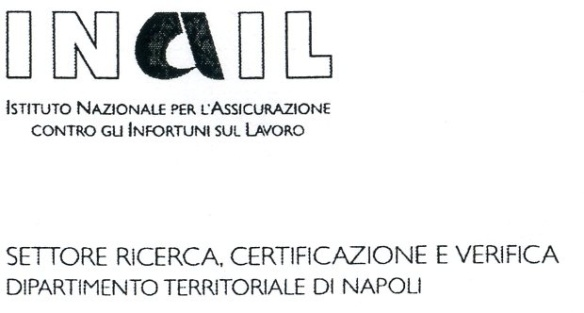 INAIL
ISTITUTO NAZIONALE PER L'ASSICURAZIONE
CONTRO GLI INFORTUNI SUL LAVORO
SETTORE RICERCA, CERTIFICAZIONE E VERIFICA
DIPARTIMENTO TERRITORIALE DI NAPOLI